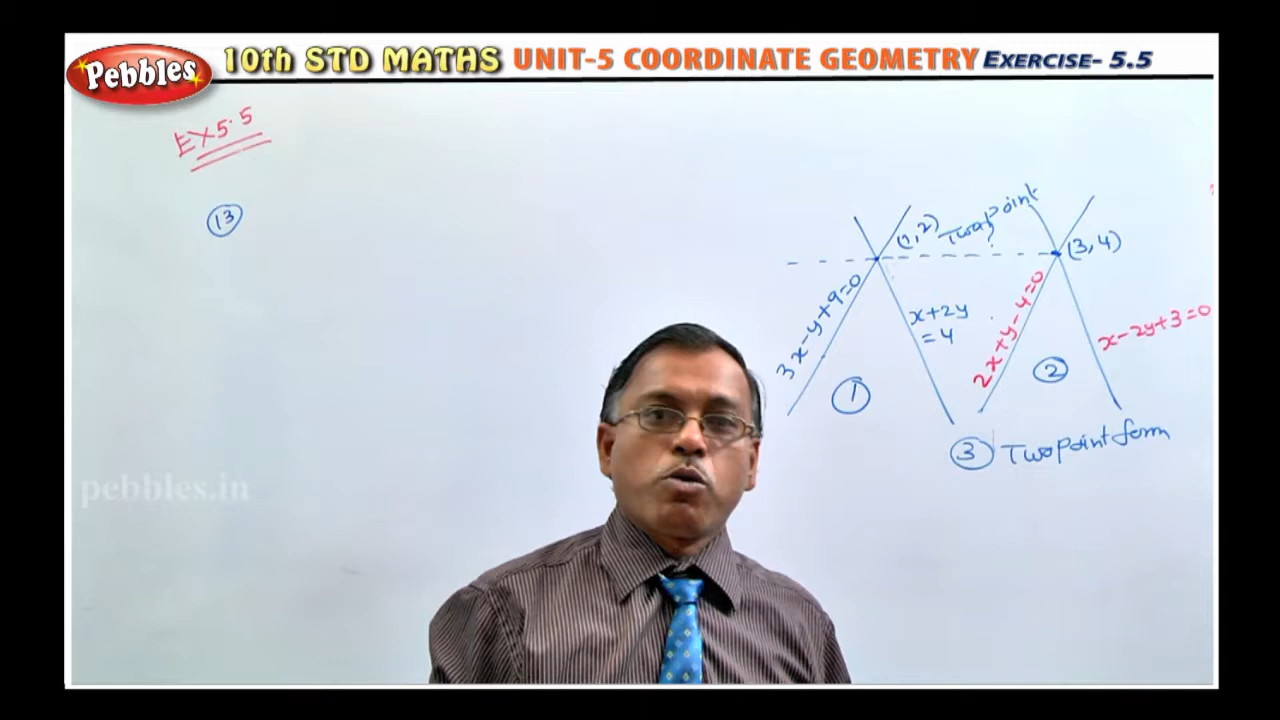 Pebbles
10th STD MATHS UNIT-5 COORDINATE GEOMETRY EXERCISE- 5.5
EX 5.5
13
Two Point
?
(1, 2)
(3, 4)
3x-y+9=0
x+2y
=4
2x+y-4=0
x-2y+3=0
1
2
3 Two Point form
pebbles.in